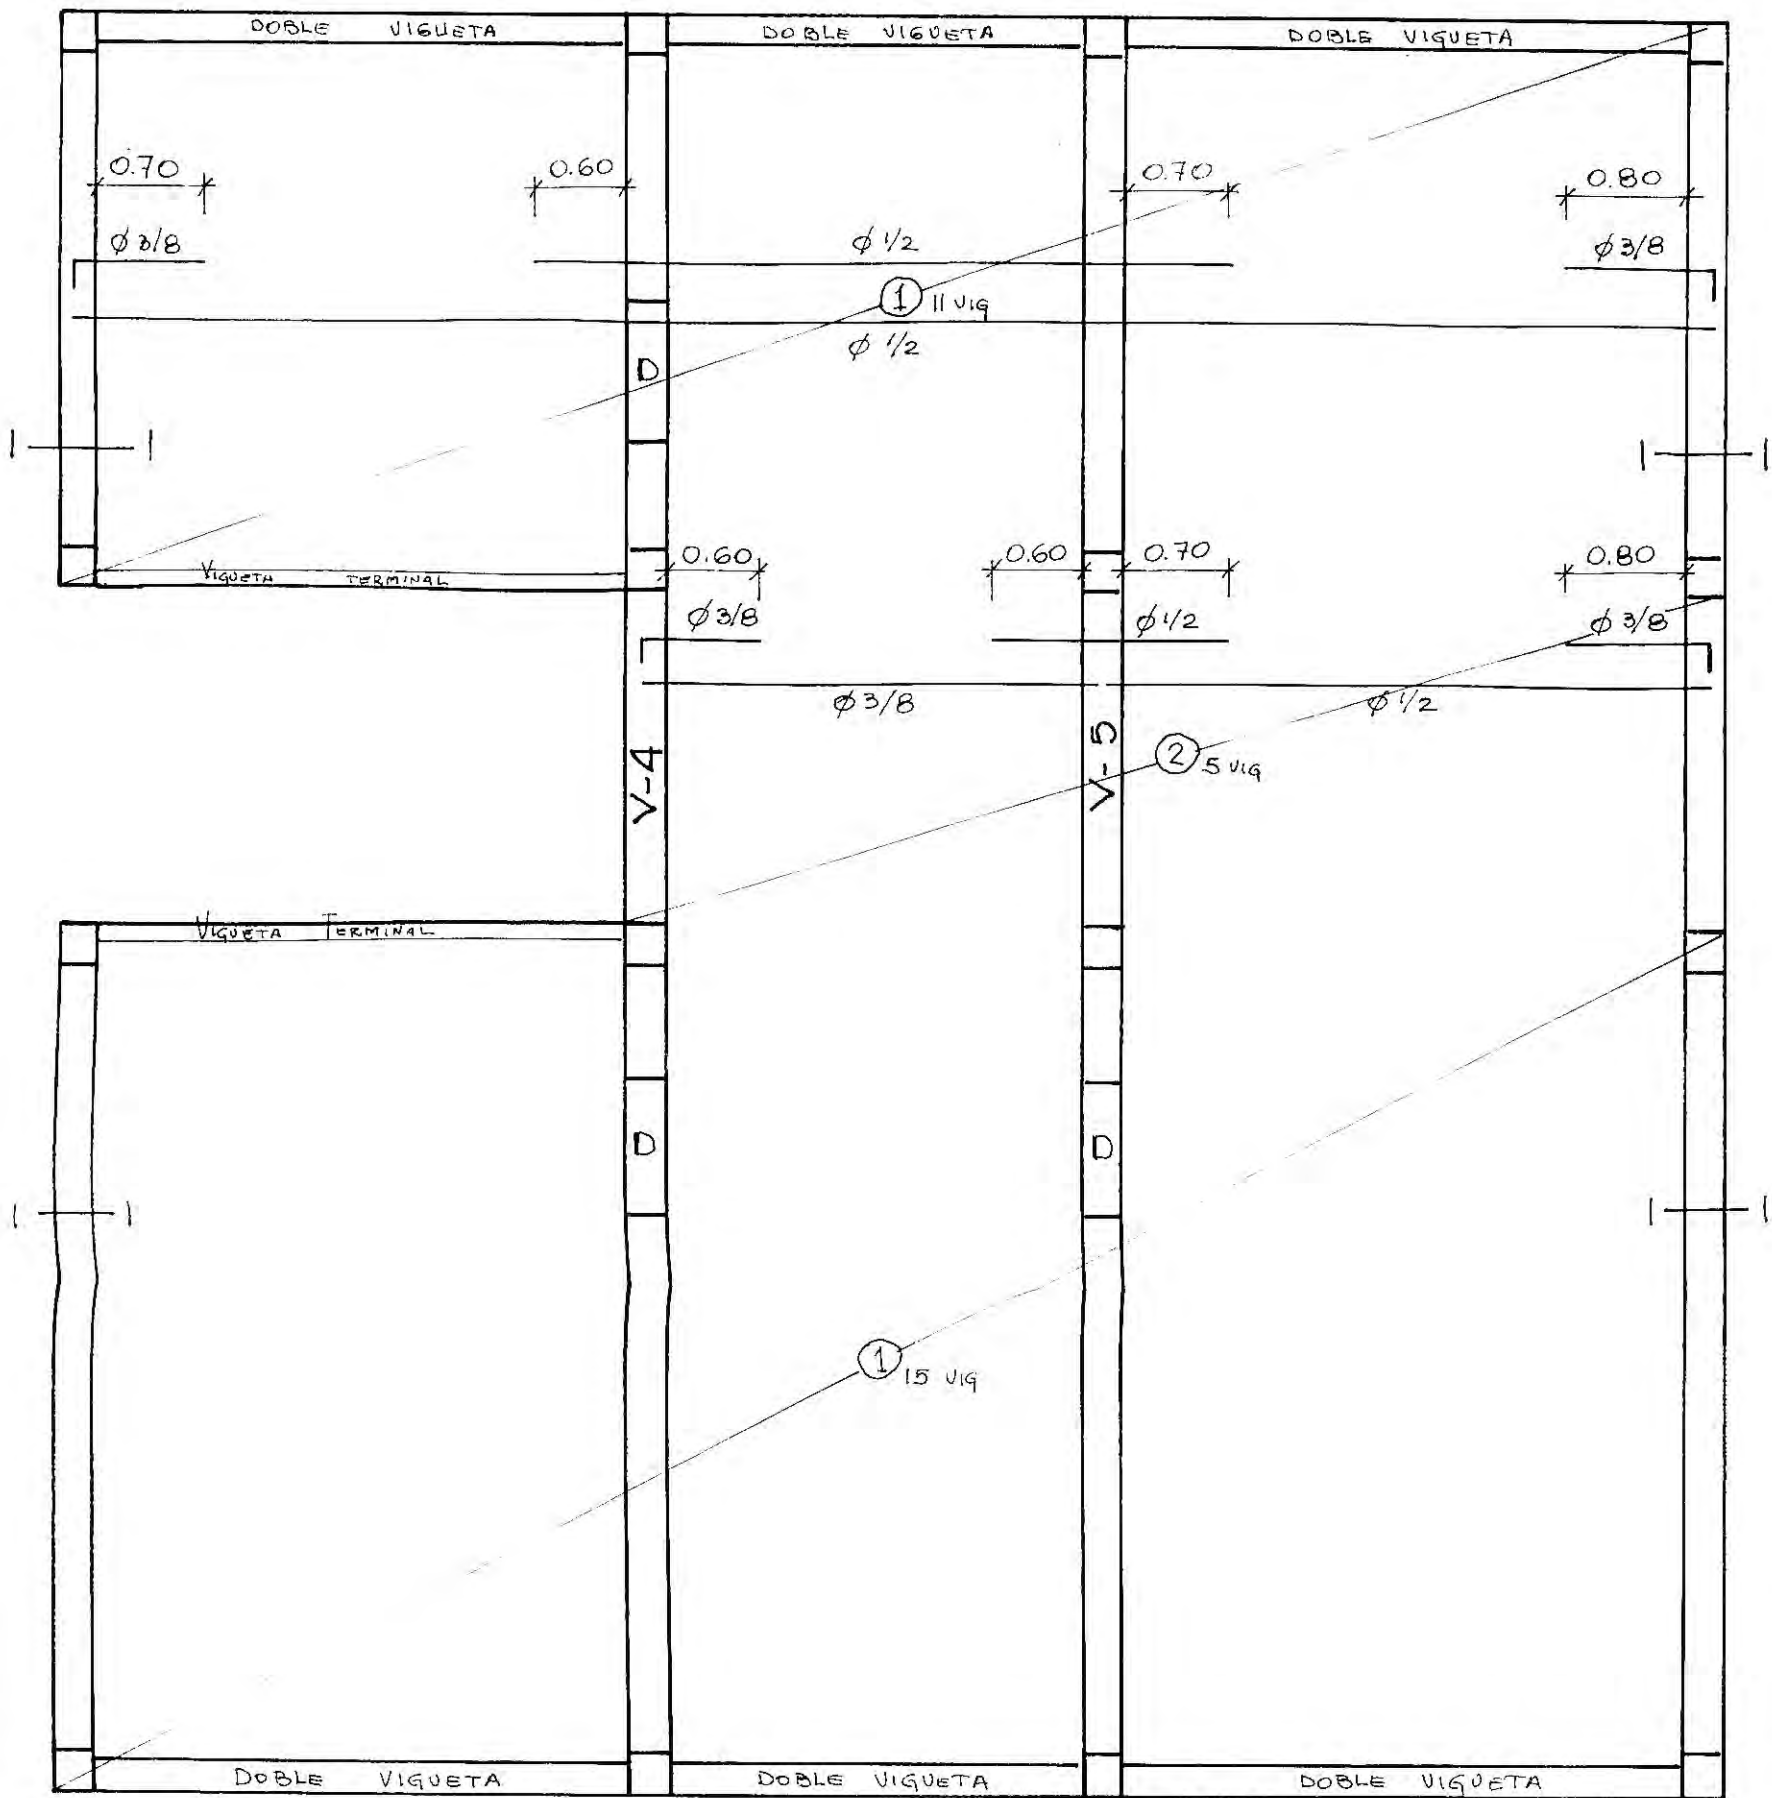 DOBLE VIGUETA DOBLE VIGUETA DOBLE VIGUETA
0.70 0.60 0.70 0.80
φ 3/8 φ 1/2 φ 3/8
1 11 VIG
φ 1/2
D
1 1 1 1
VIGUETA TERMINAL
0.60 0.60 0.70 0.80
φ 3/8 φ 1/2 φ 3/8
φ 3/8 φ 1/2
V-4
V-5
2 5 VIG
VIGUETA TERMINAL
D D
1 1 1 1
1 15 VIG
DOBLE VIGUETA DOBLE VIGUETA DOBLE VIGUETA